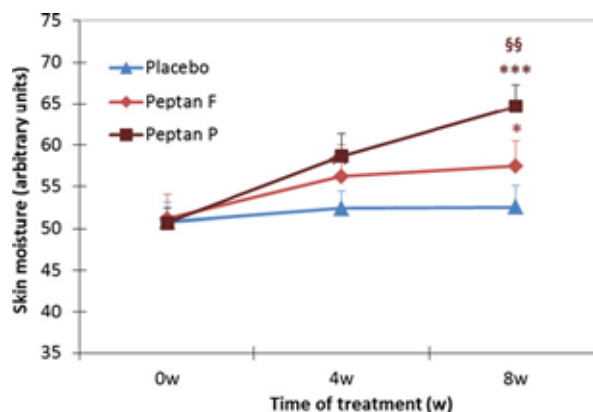 75
70
65
60
55
50
45
40
35
Skin moisture (arbitrary units)
Placebo
Peptan F
Peptan P
§§
***
*
0w 4w 8w
Time of treatment (w)